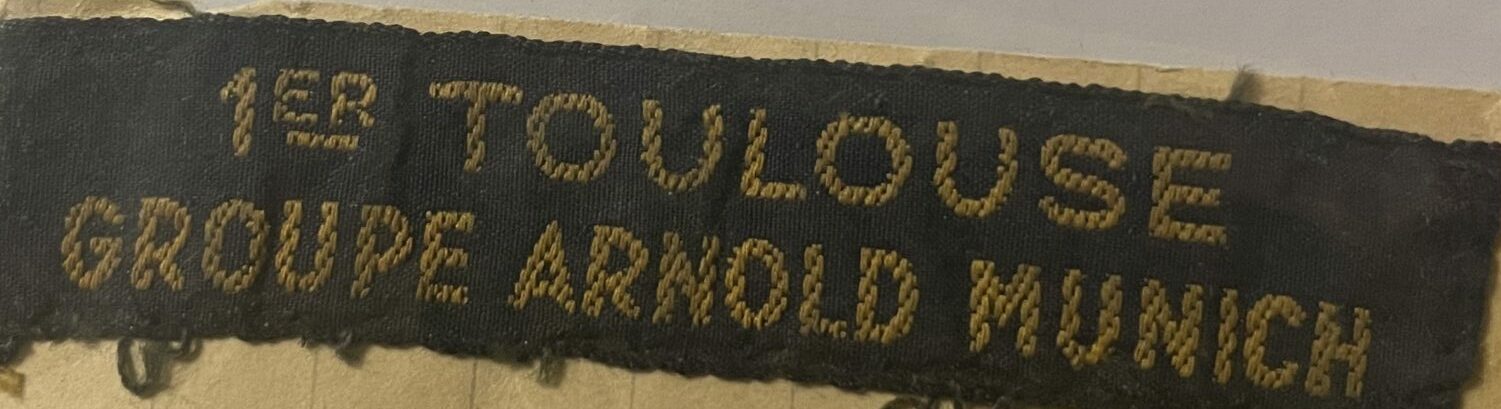 1ER TOULOUSE
GROUPE ARNOLD MUNICH